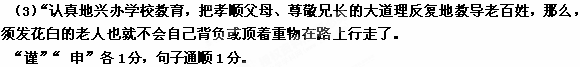 (3)“认真地兴办学校教育，把孝顺父母、尊敬兄长的大道理反复地教导老百姓，那么，
须发花白的老人也就不会自己背负或顶着重物在路上行走了。
“谨”“ 申”各1分，句子通顺1分。